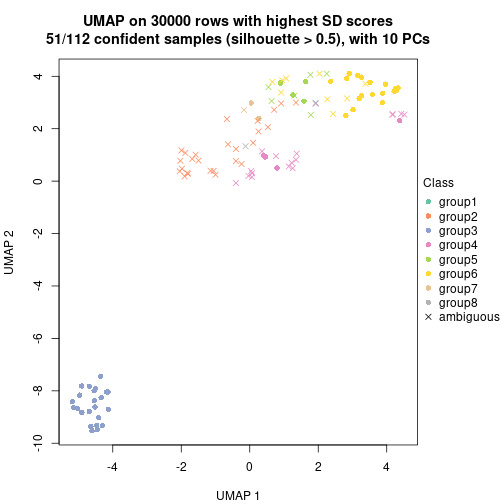 UMAP on 30000 rows with highest SD scores
51/112 confident samples (silhouette > 0.5), with 10 PCs
4
2
0
-2
-4
-6
-8
-10
UMAP 2
-4
-2
0
2
4
UMAP 1
Class
group1
group2
group3
group4
group5
group6
group7
group8
ambiguous